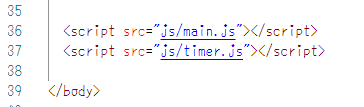 35
36 <script src="js/main.js"></script>
37 <script src="js/timer.js"></script>
38
39 </body>